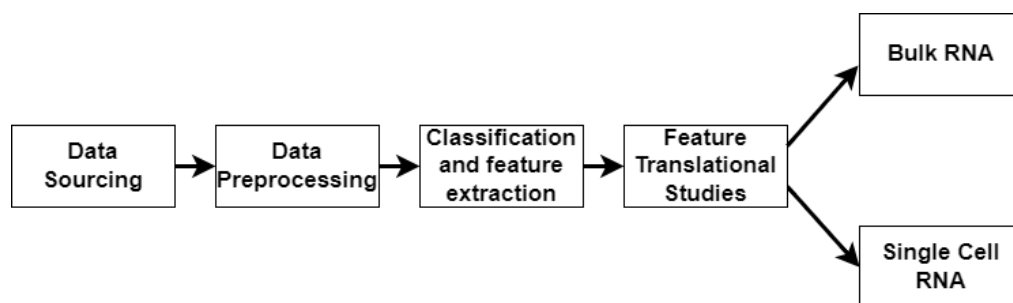 Data
Sourcing
Data
Preprocessing
Classification
and feature
extraction
Feature
Translational
Studies
Bulk RNA
Single Cell
RNA